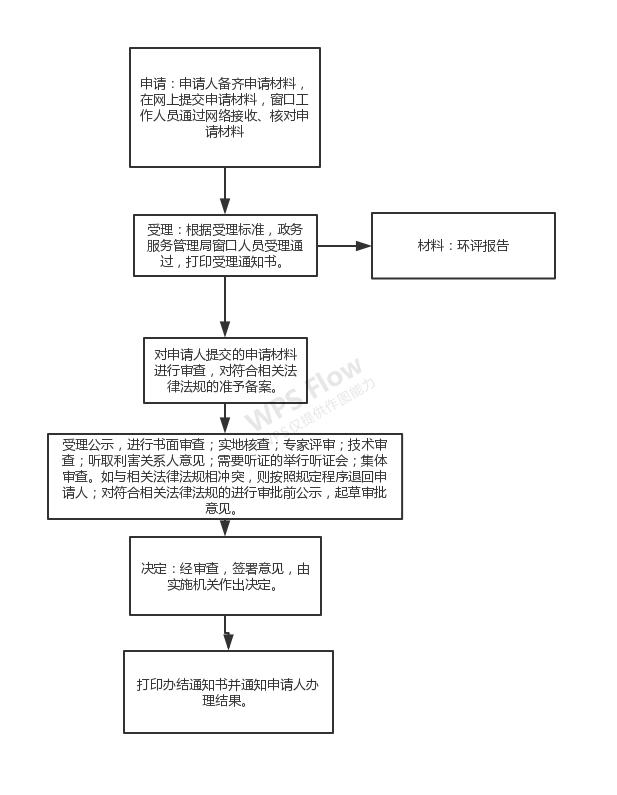 申请：申请人备齐申请材料，
在网上提交申请材料，窗口工
作人员通过网络接收、核对申
请材料
受理：根据受理标准，政务
服务管理局窗口人员受理通
过，打印受理通知书。
材料：环评报告
对申请人提交的申请材料
进行审查，对符合相关法
律法规的准予备案。
WPS Flow
WPS仅提供作图能力
受理公示，进行书面审查；实地核查；专家评审；技术审
查；听取利害关系人意见；需要听证的举行听证会；集体
审查。如与相关法律法规相冲突，则按照规定程序退回申
请人；对符合相关法律法规的进行审批前公示，起草审批
意见。
决定：经审查，签署意见，由
实施机关作出决定。
打印办结通知书并通知申请人办
理结果。